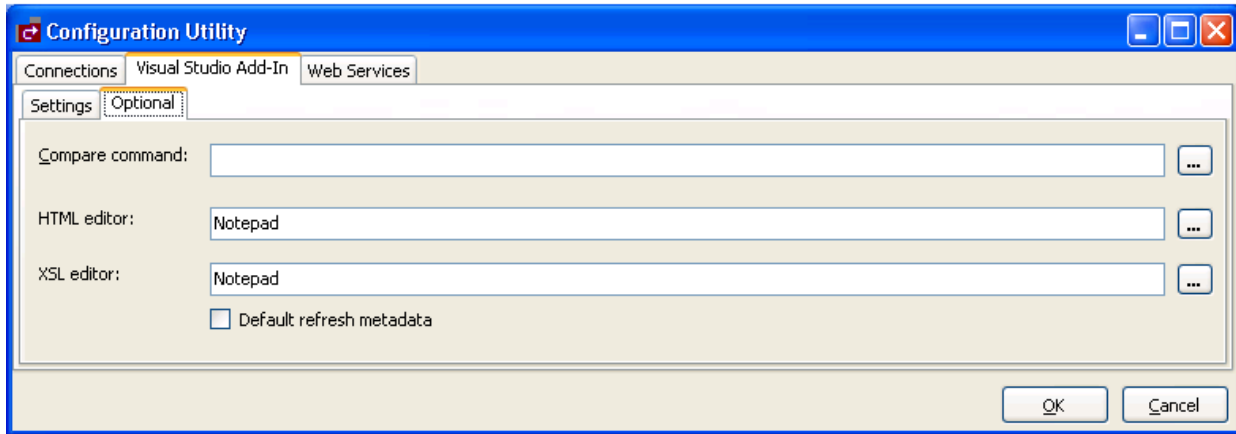 Configuration Utility
Connections Visual Studio Add-In Web Services
Settings Optional
Compare command: ...
HTML editor: Notepad ...
XSL editor: Notepad ...
Default refresh metadata
OK Cancel